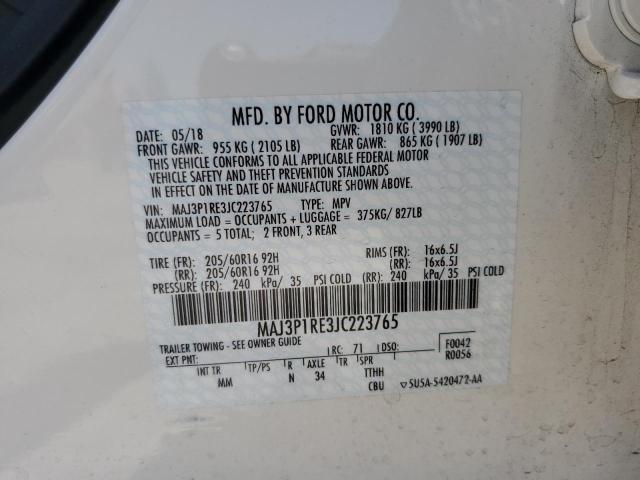 MFD. BY FORD MOTOR CO.
DATE: 05/18 GVWR: 1810 KG ( 3990 LB)
FRONT GAWR: 955 KG ( 2105 LB) REAR GAWR: 865 KG ( 1907 LB)
THIS VEHICLE CONFORMS TO ALL APPLICABLE FEDERAL MOTOR
VEHICLE SAFETY AND THEFT PREVENTION STANDARDS
IN EFFECT ON THE DATE OF MANUFACTURE SHOWN ABOVE.
VIN: MAJ3P1RE3JC223765 TYPE: MPV
MAXIMUM LOAD = OCCUPANTS + LUGGAGE = 375KG/ 827LB
OCCUPANTS = 5 TOTAL; 2 FRONT, 3 REAR
TIRE (FR): 205/60R16 92H RIMS (FR): 16x6.5J
(RR): 205/60R16 92H (RR): 16x6.5J
PRESSURE (FR): 240 kPa/ 35 PSI COLD (RR): 240 kPa/ 35 PSI COLD
MAJ3P1RE3JC223765
TRAILER TOWING - SEE OWNER GUIDE F0042
EXT PNT: RC: 71 DSO: R0056
INT TR TP/PS R AXLE TR SPR
MM N 34 TTHH
CBU 5U5A-5420472-AA